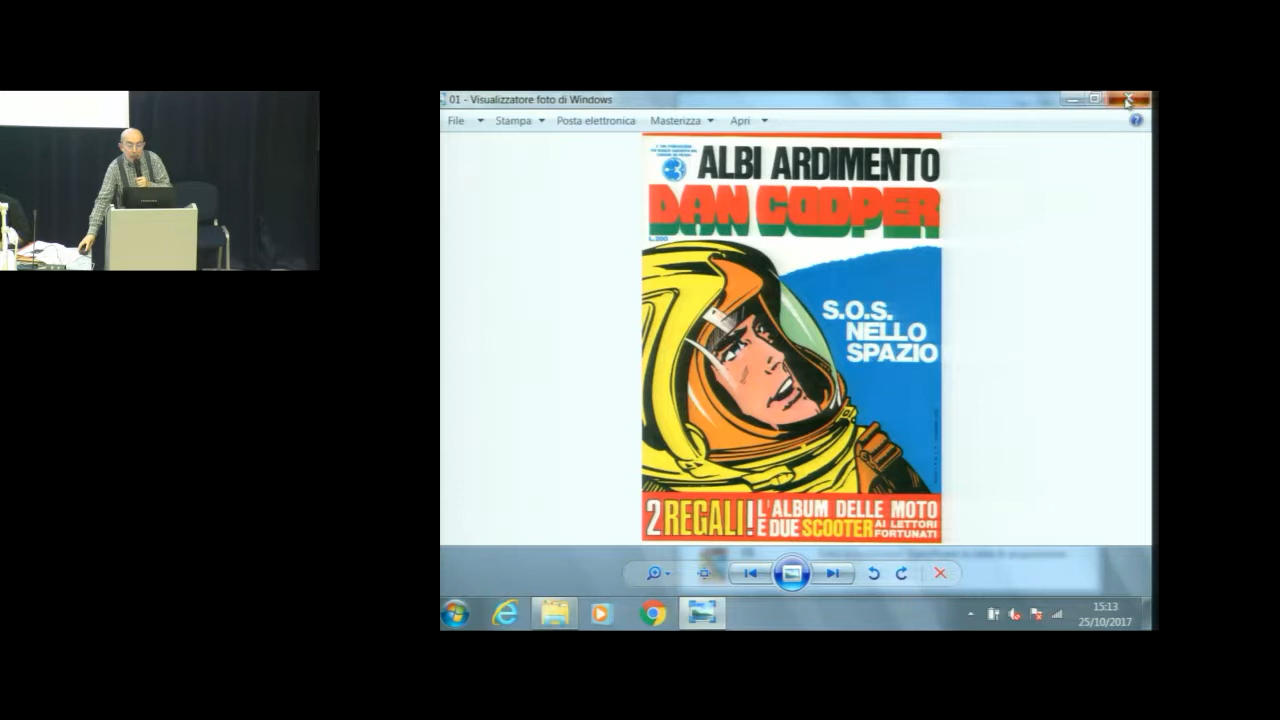 01 - Visualizzatore foto di Windows
File Stampa Posta elettronica Masterizza Apri
ALBI ARDIMENTO
DAN COOPER
L.200
S.O.S.
NELLO
SPAZIO
2 REGALI! L'ALBUM DELLE MOTO
E DUE SCOOTER AI LETTORI
FORTUNATI
15:13
25/10/2017